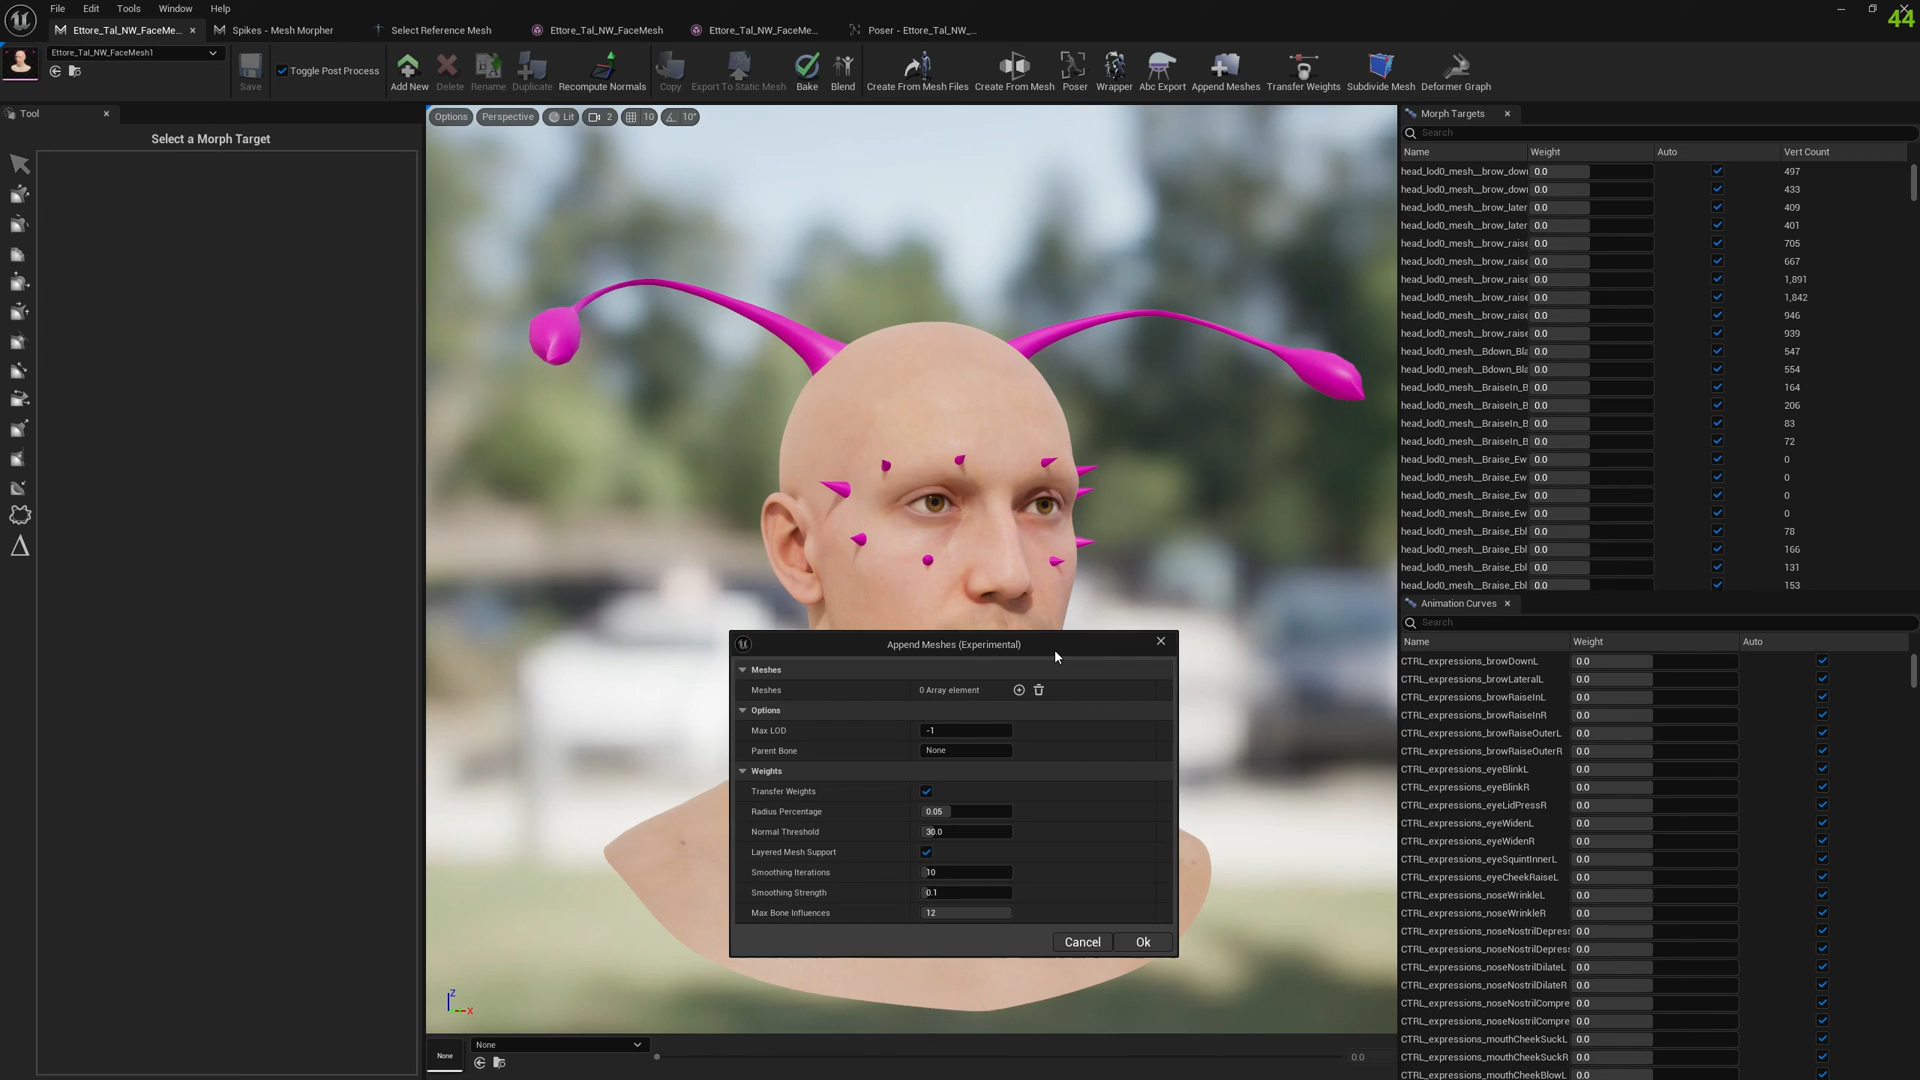 File Edit Tools Window Help
44
Ettore_Tal_NW_FaceMe... Spikes - Mesh Morpher Select Reference Mesh Ettore_Tal_NW_FaceMesh Ettore_Tal_NW_FaceMe... Poser - Ettore_Tal_NW_...
Ettore_Tal_NW_FaceMesh1
Save Toggle Post Process Add New Delete Rename Duplicate Recompute Normals Copy Export To Static Mesh Bake Blend Create From Mesh Files Create From Mesh Poser Wrapper Abc Export Append Meshes Transfer Weights Subdivide Mesh Deformer Graph
Tool
Select a Morph Target
Options Perspective Lit 2 10 10°
Morph Targets
Search
Name Weight Auto Vert Count
head_lod0_mesh__brow_down 0.0 497
head_lod0_mesh__brow_down 0.0 433
head_lod0_mesh__brow_later 0.0 409
head_lod0_mesh__brow_later 0.0 401
head_lod0_mesh__brow_raise 0.0 705
head_lod0_mesh__brow_raise 0.0 667
head_lod0_mesh__brow_raise 0.0 1,891
head_lod0_mesh__brow_raise 0.0 1,842
head_lod0_mesh__brow_raise 0.0 946
head_lod0_mesh__brow_raise 0.0 939
head_lod0_mesh__Bdown_Bla 0.0 547
head_lod0_mesh__Bdown_Bla 0.0 554
head_lod0_mesh__BraiseIn_B 0.0 164
head_lod0_mesh__BraiseIn_B 0.0 206
head_lod0_mesh__BraiseIn_B 0.0 83
head_lod0_mesh__BraiseIn_B 0.0 72
head_lod0_mesh__Braise_Ew 0.0 0
head_lod0_mesh__Braise_Ew 0.0 0
head_lod0_mesh__Braise_Ew 0.0 0
head_lod0_mesh__Braise_Ew 0.0 0
head_lod0_mesh__Braise_Ebl 0.0 78
head_lod0_mesh__Braise_Ebl 0.0 166
head_lod0_mesh__Braise_Ebl 0.0 131
head_lod0_mesh__Braise_Ebl 0.0 153
Animation Curves
Search
Name Weight Auto
CTRL_expressions_browDownL 0.0
CTRL_expressions_browLateralL 0.0
CTRL_expressions_browRaiseInL 0.0
CTRL_expressions_browRaiseInR 0.0
CTRL_expressions_browRaiseOuterL 0.0
CTRL_expressions_browRaiseOuterR 0.0
CTRL_expressions_eyeBlinkL 0.0
CTRL_expressions_eyeBlinkR 0.0
CTRL_expressions_eyeLidPressR 0.0
CTRL_expressions_eyeWidenL 0.0
CTRL_expressions_eyeWidenR 0.0
CTRL_expressions_eyeSquintInnerL 0.0
CTRL_expressions_eyeCheekRaiseL 0.0
CTRL_expressions_noseWrinkleL 0.0
CTRL_expressions_noseWrinkleR 0.0
CTRL_expressions_noseNostrilDepres 0.0
CTRL_expressions_noseNostrilDepres 0.0
CTRL_expressions_noseNostrilDilateL 0.0
CTRL_expressions_noseNostrilDilateR 0.0
CTRL_expressions_noseNostrilCompre 0.0
CTRL_expressions_noseNostrilCompre 0.0
CTRL_expressions_mouthCheekSuckL 0.0
CTRL_expressions_mouthCheekSuckR 0.0
CTRL_expressions_mouthCheekBlowL 0.0
Append Meshes (Experimental)
Meshes
Meshes 0 Array element
Options
Max LOD -1
Parent Bone None
Weights
Transfer Weights
Radius Percentage 0.05
Normal Threshold 30.0
Layered Mesh Support
Smoothing Iterations 10
Smoothing Strength 0.1
Max Bone Influences 12
Cancel Ok
Z
X
None None 0.0